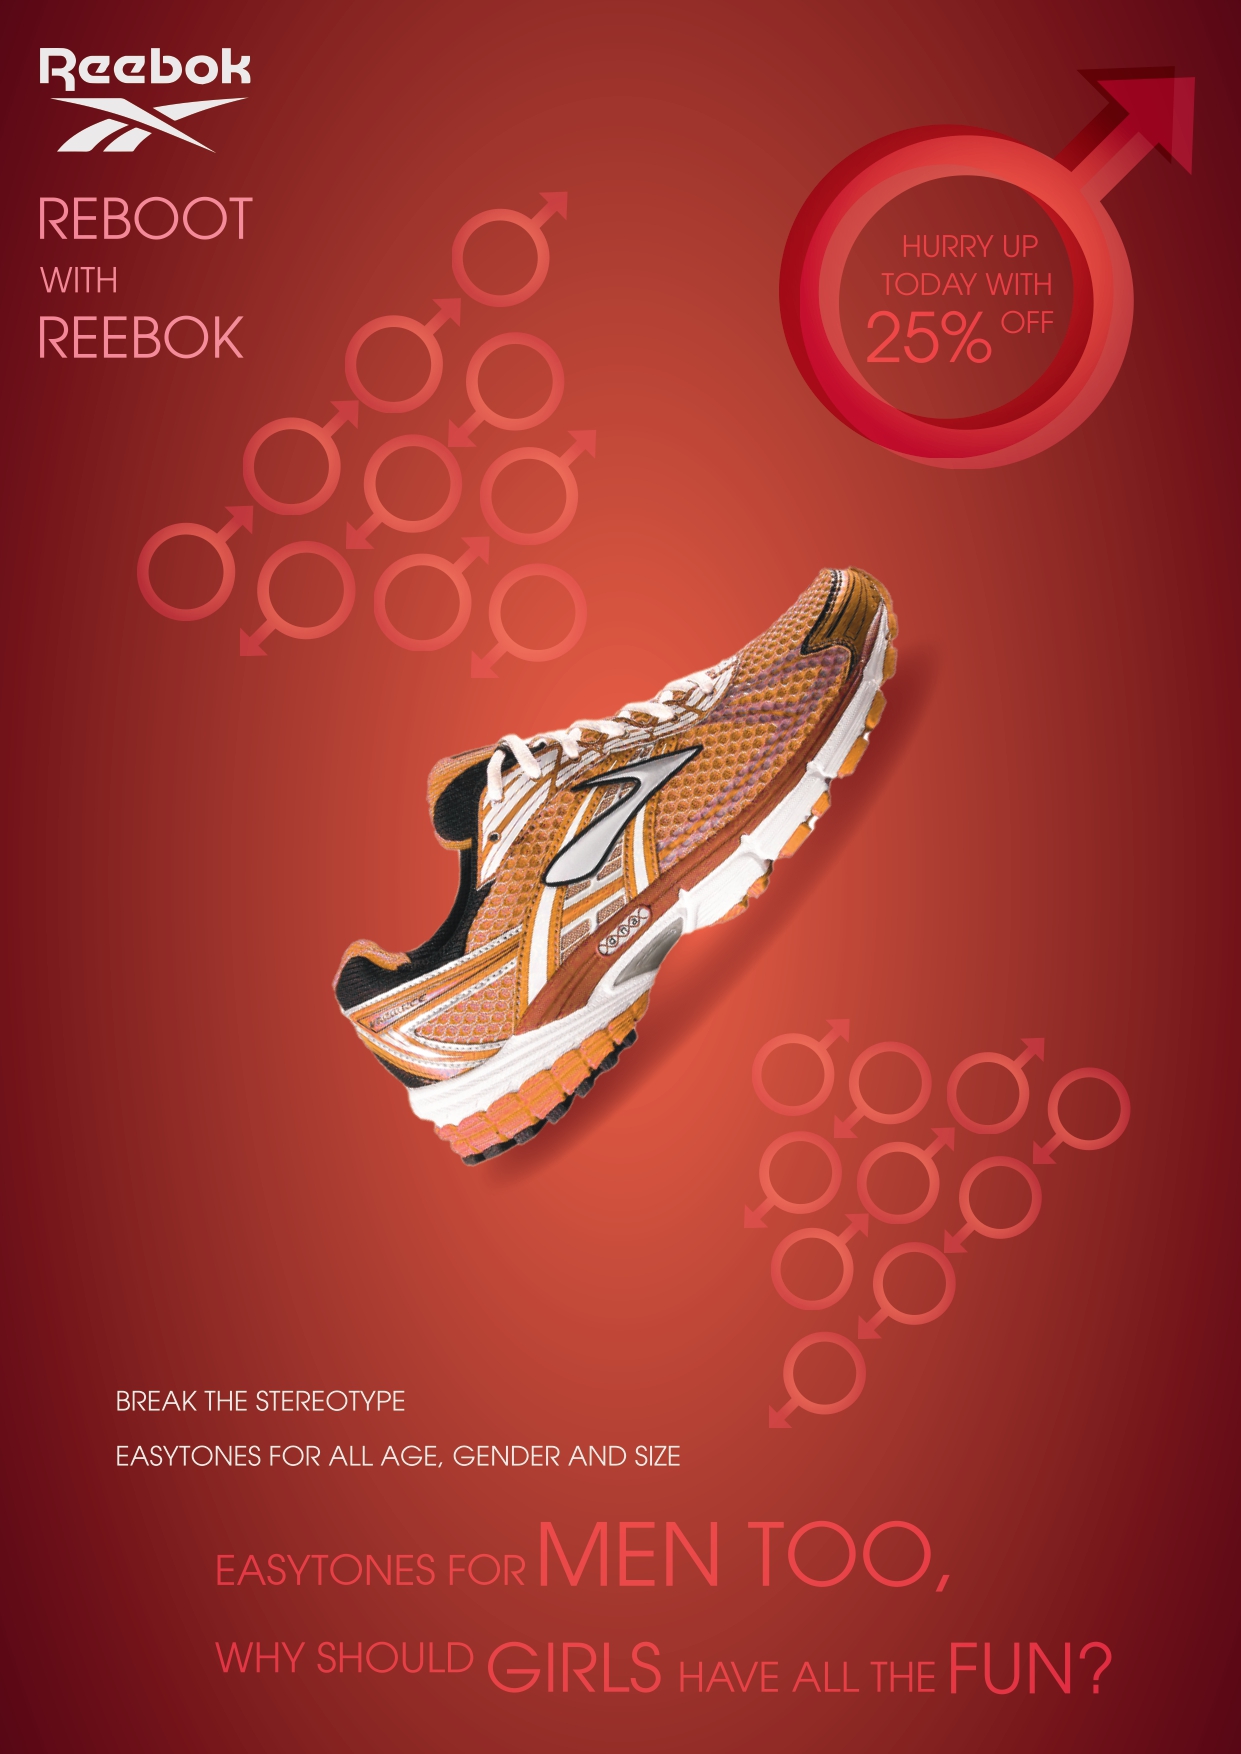 Reebok
REBOOT
WITH
REEBOK
HURRY UP
TODAY WITH
25% OFF
dna
BREAK THE STEREOTYPE
EASYTONES FOR ALL AGE, GENDER AND SIZE
EASYTONES FOR MEN TOO,
WHY SHOULD GIRLS HAVE ALL THE FUN?